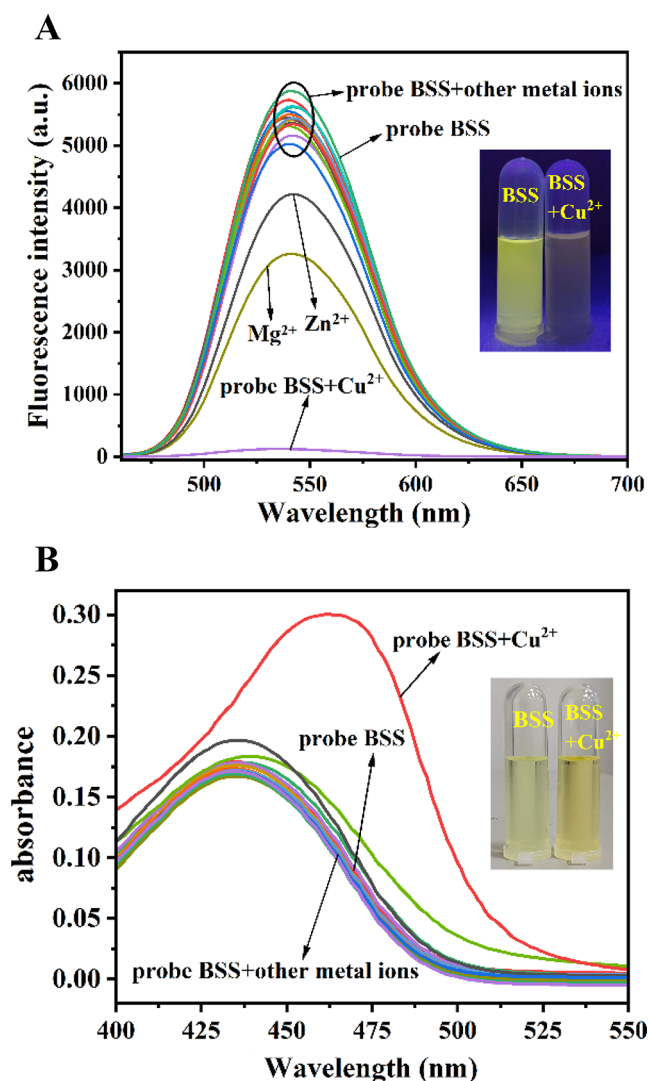 A
6000
5000
4000
3000
2000
1000
0
Fluorescence intensity (a.u.)
probe BSS+other metal ions
probe BSS
BSS
BSS
+Cu²⁺
Mg²⁺
Zn²⁺
probe BSS+Cu²⁺
500 550 600 650 700
Wavelength (nm)
B
0.30
0.25
0.20
0.15
0.10
0.05
0.00
absorbance
probe BSS+Cu²⁺
probe BSS
BSS
BSS
+Cu²⁺
probe BSS+other metal ions
400 425 450 475 500 525 550
Wavelength (nm)